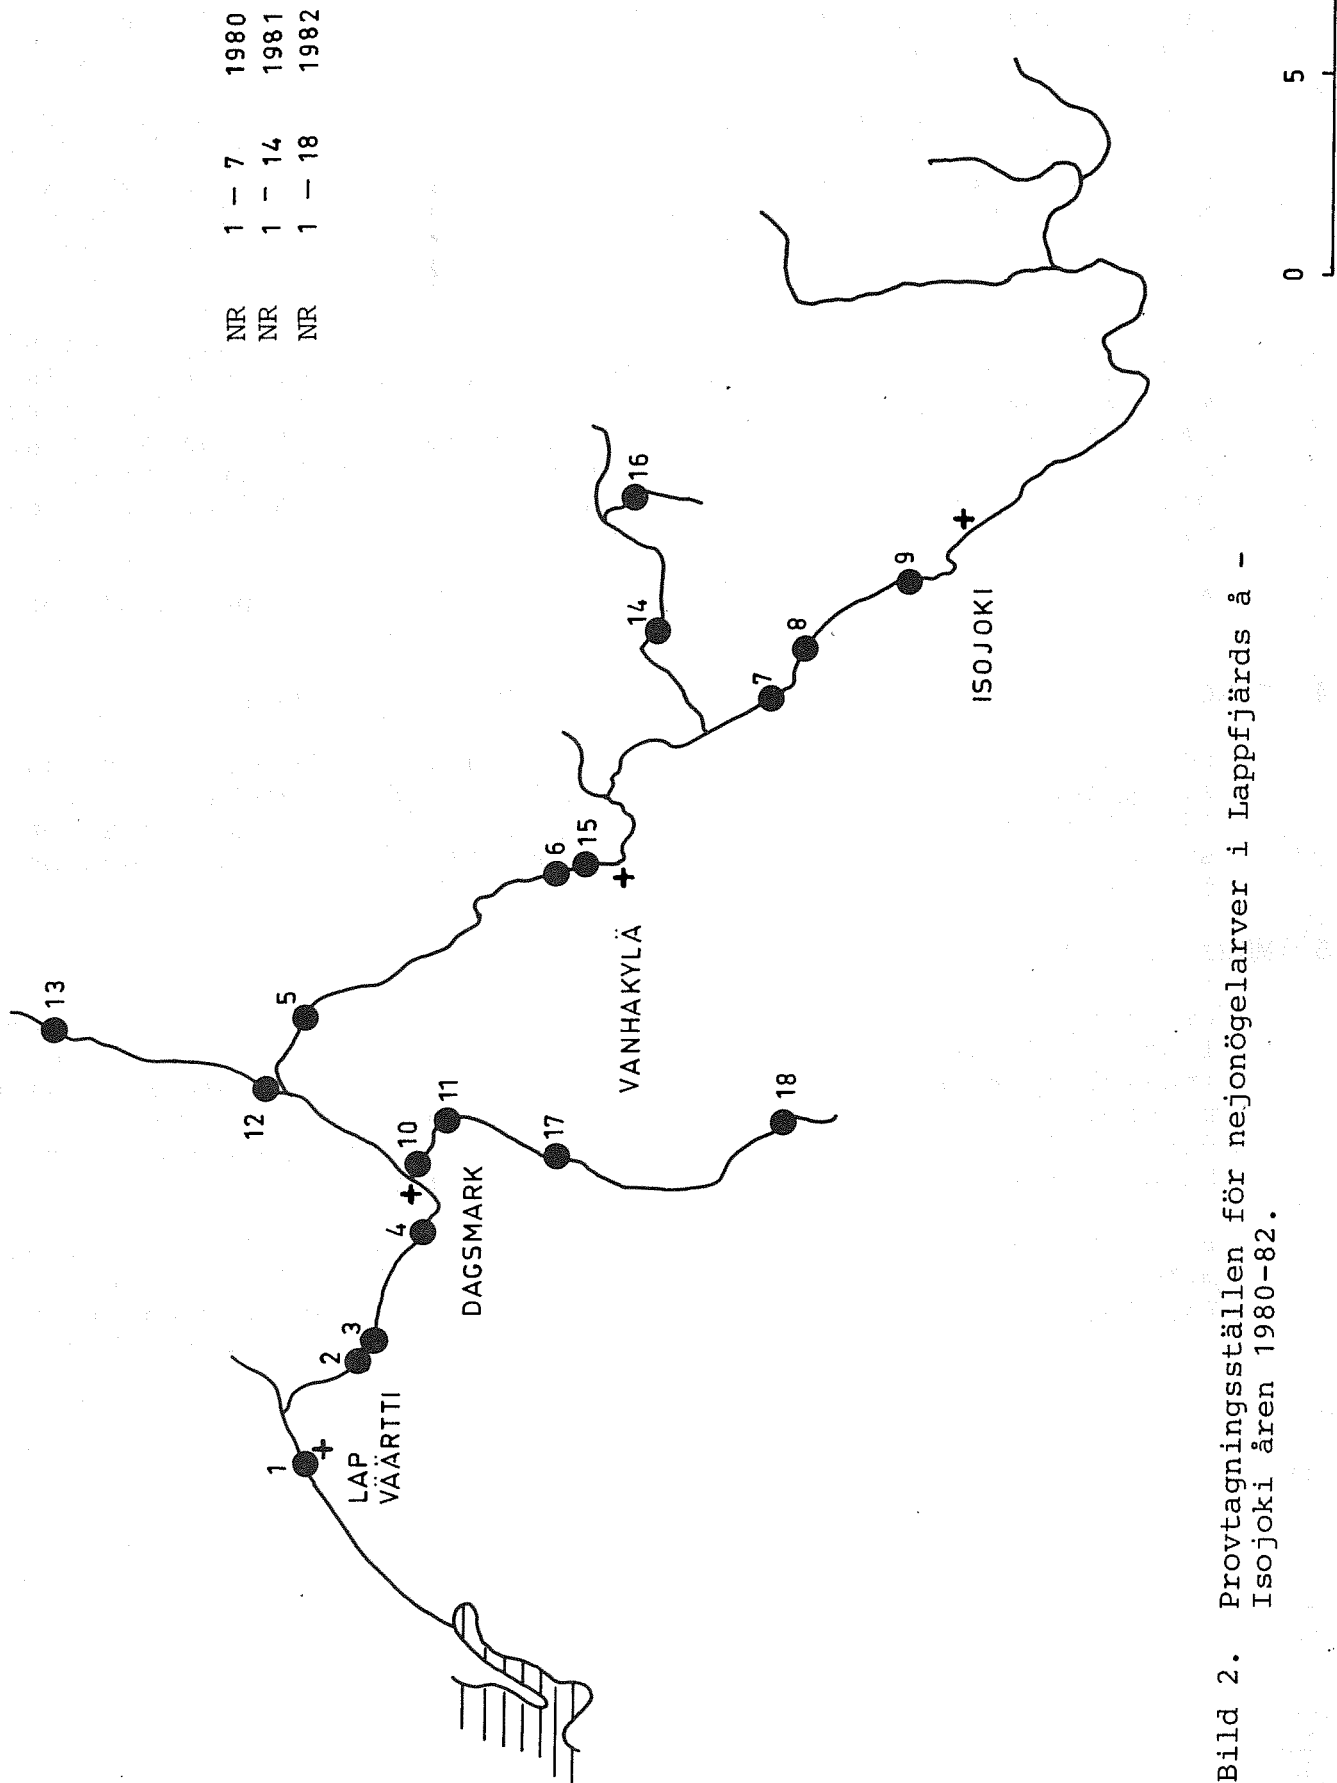 NR 1 – 7 1980
NR 1 – 14 1981
NR 1 – 18 1982
13
12
5
16
14
6
15
1
2
3
4
10
11
17
18
7
8
9
LAP
VÄÄRTTI
DAGSMARK
VANHAKYLÄ
ISOJOKI
0 5
Bild 2. Provtagningsställen för nejonögelarver i Lappfjärds å -
Isojoki åren 1980-82.